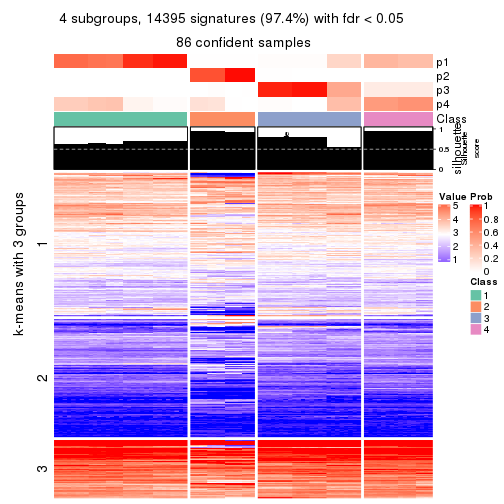 4 subgroups, 14395 signatures (97.4%) with fdr < 0.05
86 confident samples
p1
p2
p3
p4
Class
1
0.5
0
silhouette
Silhouette
score
k-means with 3 groups
1
2
3
Value
5
4
3
2
1
Prob
1
0.8
0.6
0.4
0.2
0
Class
1
2
3
4